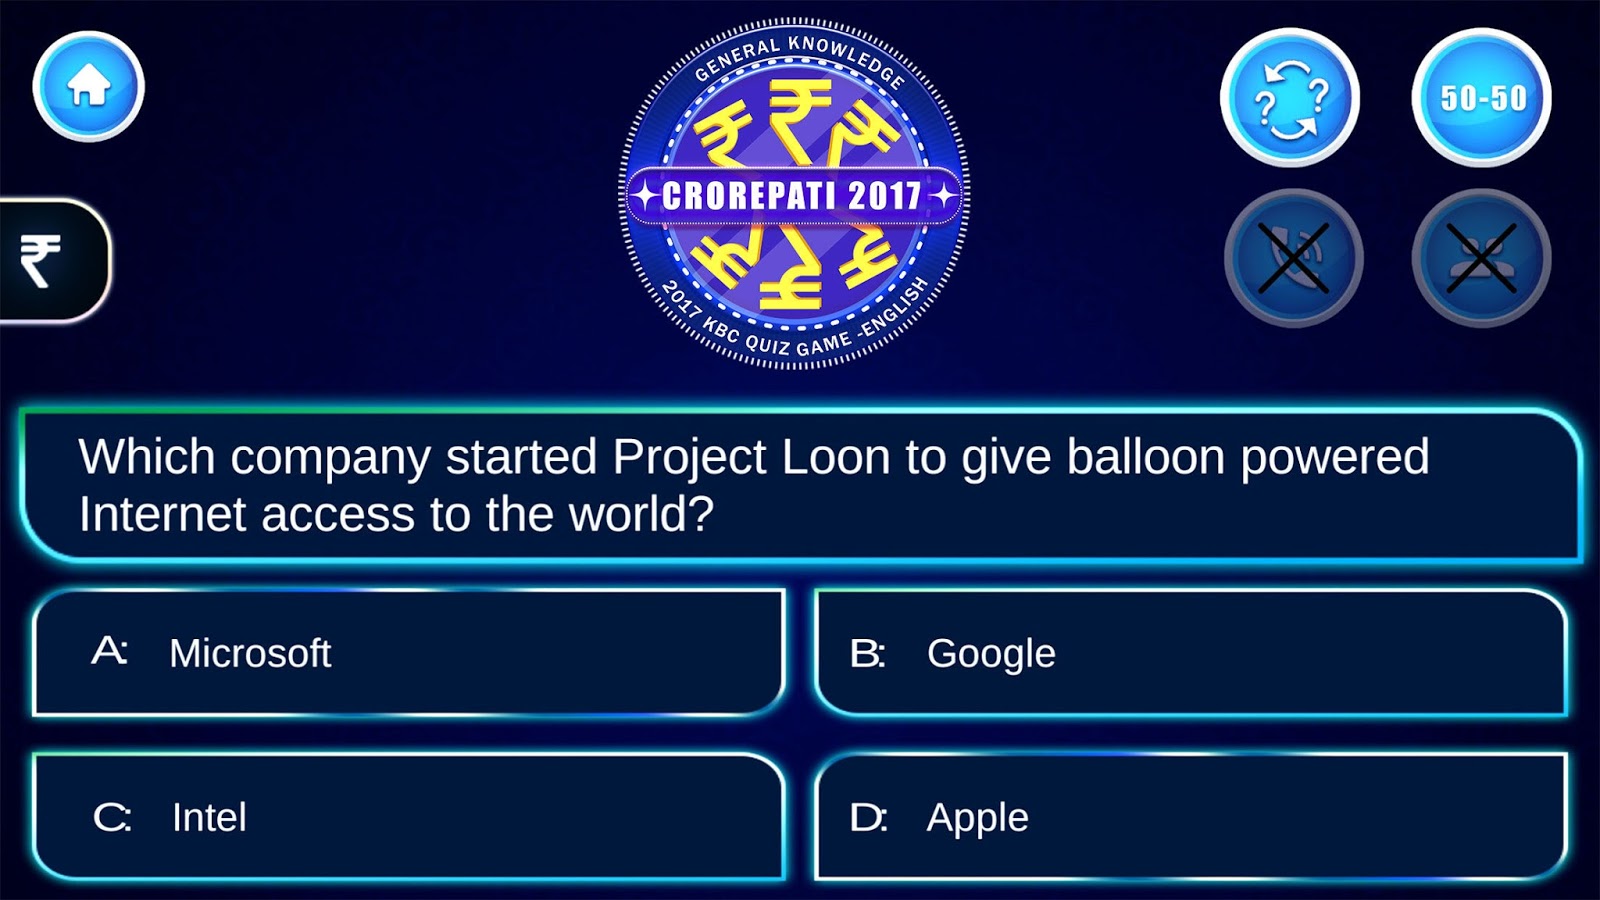 GENERAL KNOWLEDGE
CROREPATI 2017
2017 KBC QUIZ GAME -ENGLISH
? ?
50-50
₹
Which company started Project Loon to give balloon powered
Internet access to the world?
A: Microsoft
B: Google
C: Intel
D: Apple